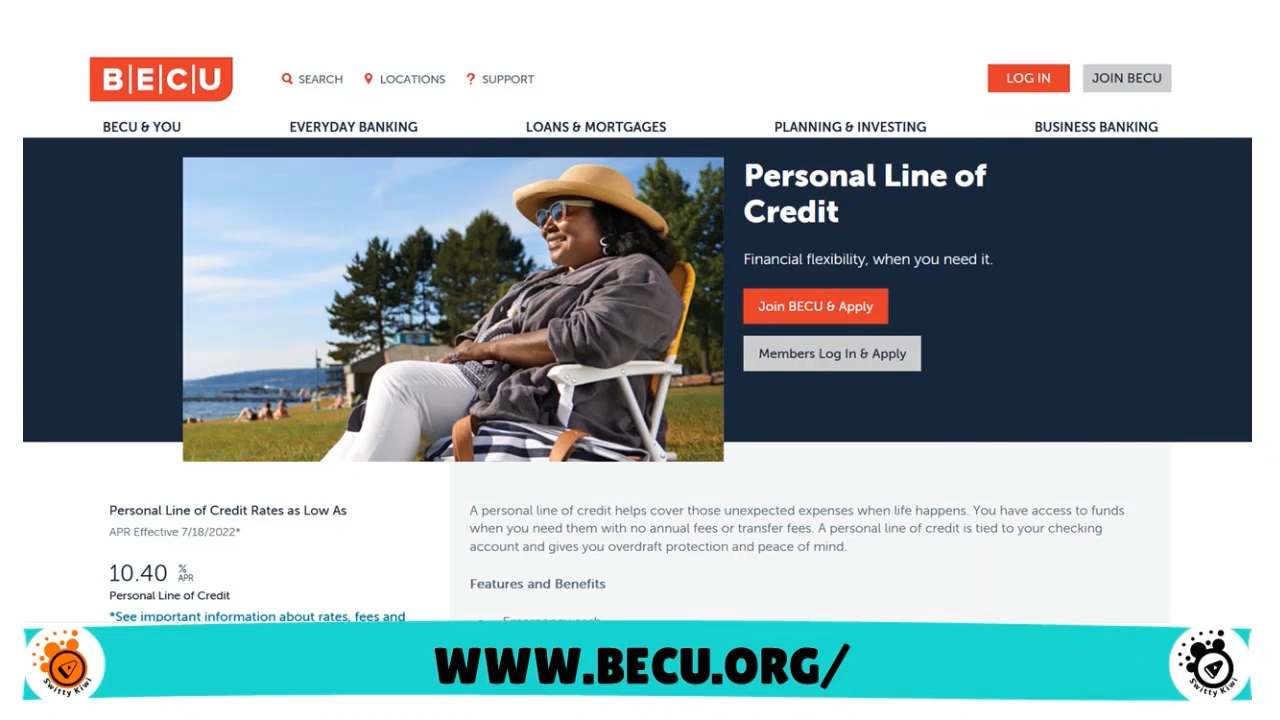 B|E|C|U
SEARCH
LOCATIONS
SUPPORT
LOG IN
JOIN BECU
BECU & YOU
EVERYDAY BANKING
LOANS & MORTGAGES
PLANNING & INVESTING
BUSINESS BANKING
Personal Line of
Credit
Financial flexibility, when you need it.
Join BECU & Apply
Members Log In & Apply
Personal Line of Credit Rates as Low As
APR Effective 7/18/2022*
10.40 % APR
Personal Line of Credit
*See important information about rates, fees and
A personal line of credit helps cover those unexpected expenses when life happens. You have access to funds
when you need them with no annual fees or transfer fees. A personal line of credit is tied to your checking
account and gives you overdraft protection and peace of mind.
Features and Benefits
WWW.BECU.ORG/
Switty Kiwi
Switty Kiwi